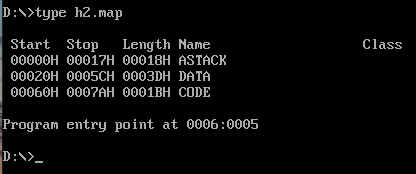 D:\>type h2.map
Start Stop Length Name Class
00000H 00017H 00018H ASTACK
00020H 0005CH 0003DH DATA
00060H 0007AH 0001BH CODE
Program entry point at 0006:0005
D:\>_